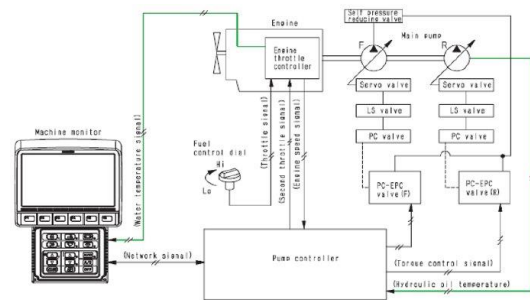 Self pressure
reducing valve
Engine
Main pump
F
R
Engine
throttle
controller
Servo valve
Servo valve
LS valve
LS valve
PC valve
PC valve
Machine monitor
(Water temperature signal)
Fuel
control dial
Hi
Lo
(Throttle signal)
(Second throttle signal)
(Engine speed signal)
PC-EPC
valve(F)
PC-EPC
valve(R)
Pump controller
(Network signal)
(Torque control signal)
(Hydraulic oil temperature)